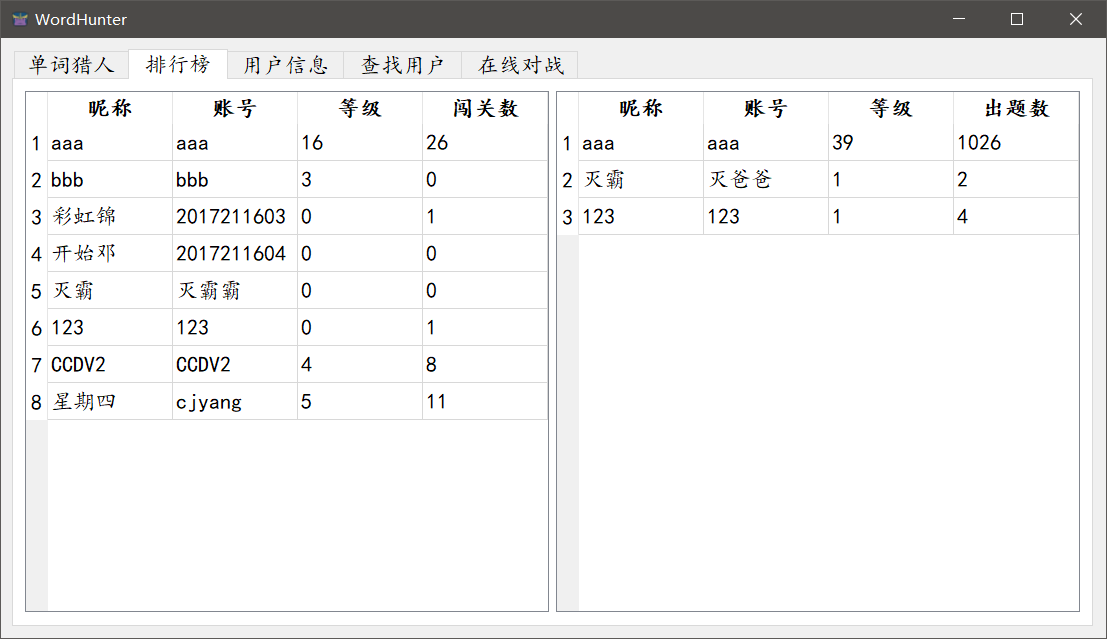 WordHunter
单词猎人 排行榜 用户信息 查找用户 在线对战
昵称 账号 等级 闯关数
1 aaa aaa 16 26
2 bbb bbb 3 0
3 彩虹锦 2017211603 0 1
4 开始邓 2017211604 0 0
5 灭霸 灭霸霸 0 0
6 123 123 0 1
7 CCDV2 CCDV2 4 8
8 星期四 cjyang 5 11
昵称 账号 等级 出题数
1 aaa aaa 39 1026
2 灭霸 灭爸爸 1 2
3 123 123 1 4